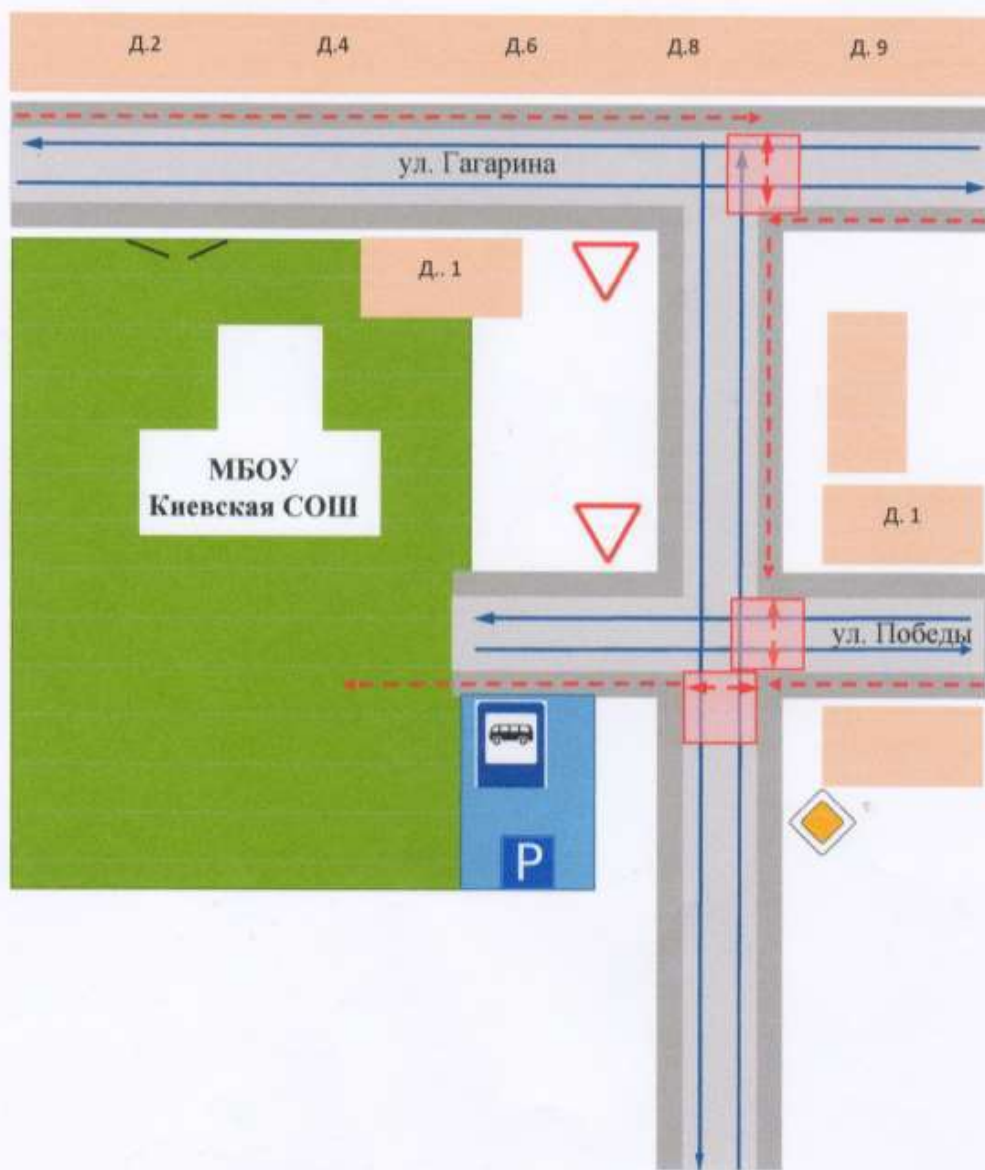 Д.2 Д.4 Д.6 Д.8 Д. 9
ул. Гагарина
Д.. 1
МБОУ
Киевская СОШ
Д. 1
ул. Победы
P